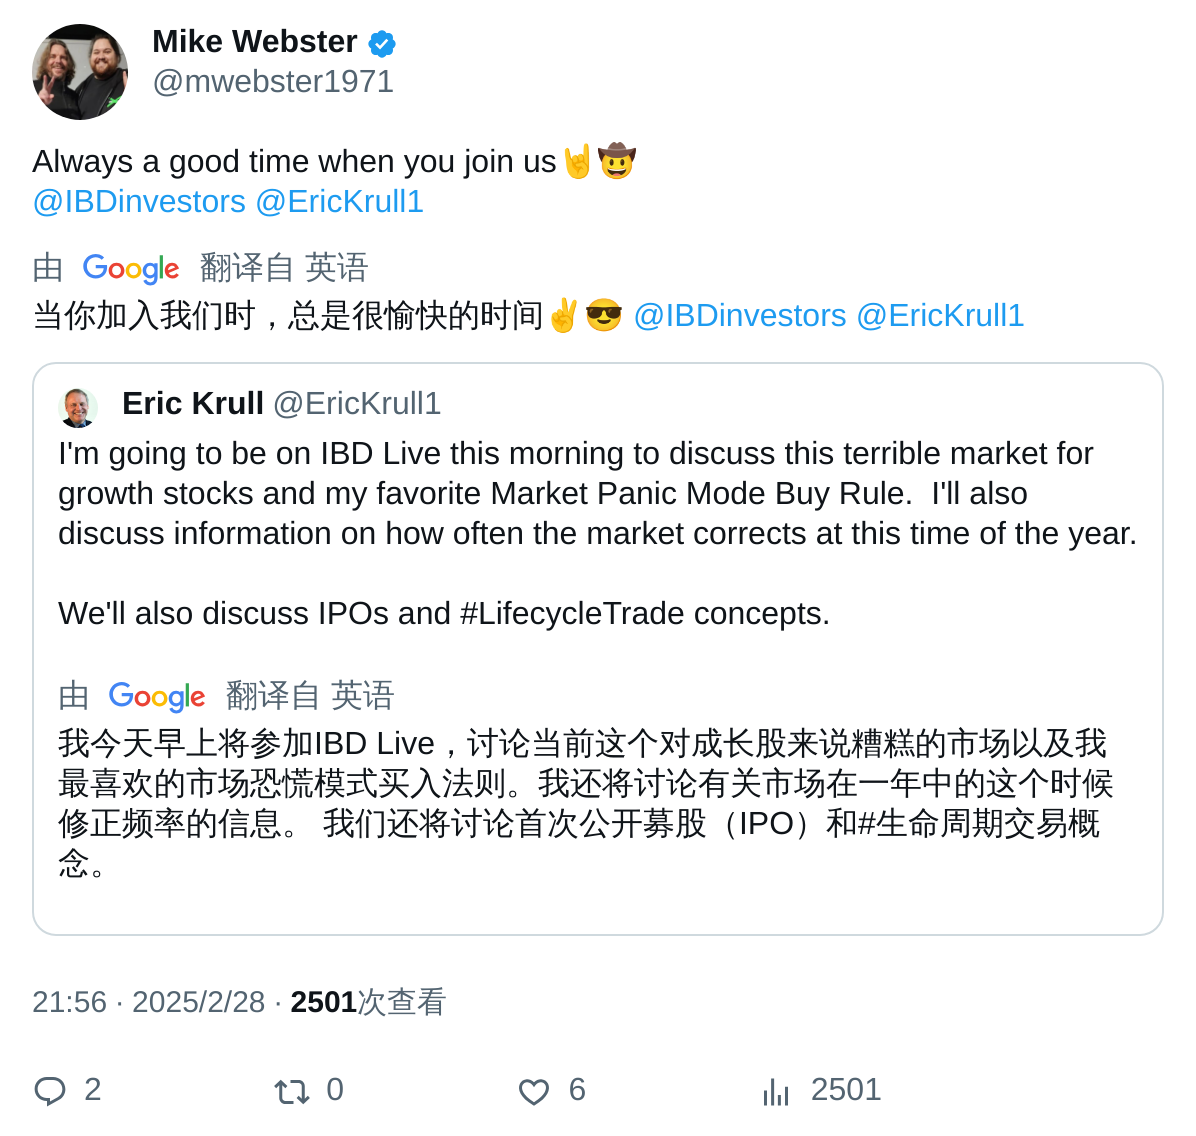 Mike Webster
@mwebster1971
Always a good time when you join us🤘🤠
@IBDinvestors @EricKrull1
由 Google 翻译自 英语
当你加入我们时，总是很愉快的时间✌️😎 @IBDinvestors @EricKrull1
Eric Krull @EricKrull1
I'm going to be on IBD Live this morning to discuss this terrible market for
growth stocks and my favorite Market Panic Mode Buy Rule.  I'll also
discuss information on how often the market corrects at this time of the year.
We'll also discuss IPOs and #LifecycleTrade concepts.
由 Google 翻译自 英语
我今天早上将参加IBD Live，讨论当前这个对成长股来说糟糕的市场以及我
最喜欢的市场恐慌模式买入法则。我还将讨论有关市场在一年中的这个时候
修正频率的信息。 我们还将讨论首次公开募股（IPO）和#生命周期交易概
念。
21:56 · 2025/2/28 · 2501次查看
2 0 6 2501